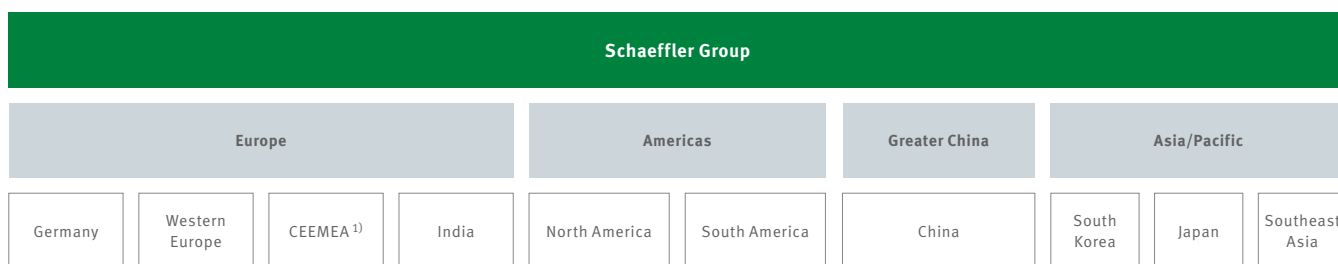 Schaeffler Group
Europe
Americas
Greater China
Asia/Pacific
Germany
Western
Europe
CEEMEA 1)
India
North America
South America
China
South
Korea
Japan
Southeast
Asia